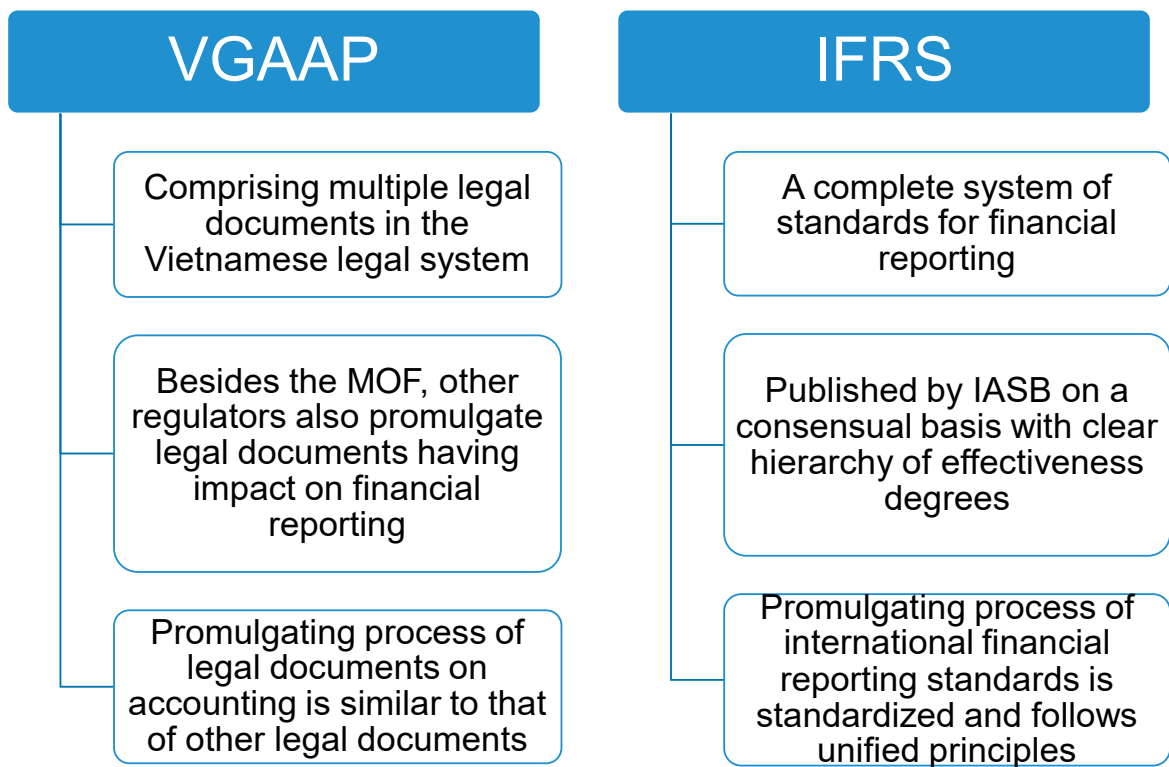 VGAAP
Comprising multiple legal
documents in the
Vietnamese legal system
Besides the MOF, other
regulators also promulgate
legal documents having
impact on financial
reporting
Promulgating process of
legal documents on
accounting is similar to that
of other legal documents
IFRS
A complete system of
standards for financial
reporting
Published by IASB on a
consensual basis with clear
hierarchy of effectiveness
degrees
Promulgating process of
international financial
reporting standards is
standardized and follows
unified principles